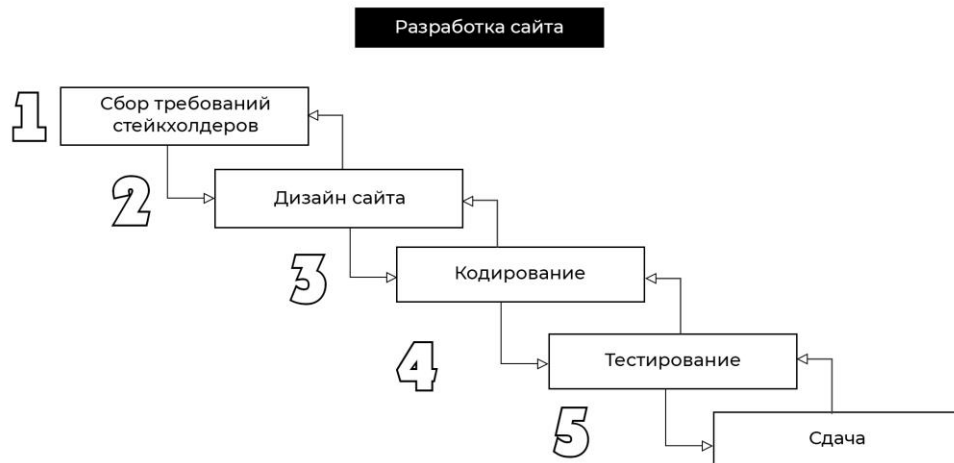 Разработка сайта
1
Сбор требований
стейкхолдеров
2
Дизайн сайта
3
Кодирование
4
Тестирование
5
Сдача